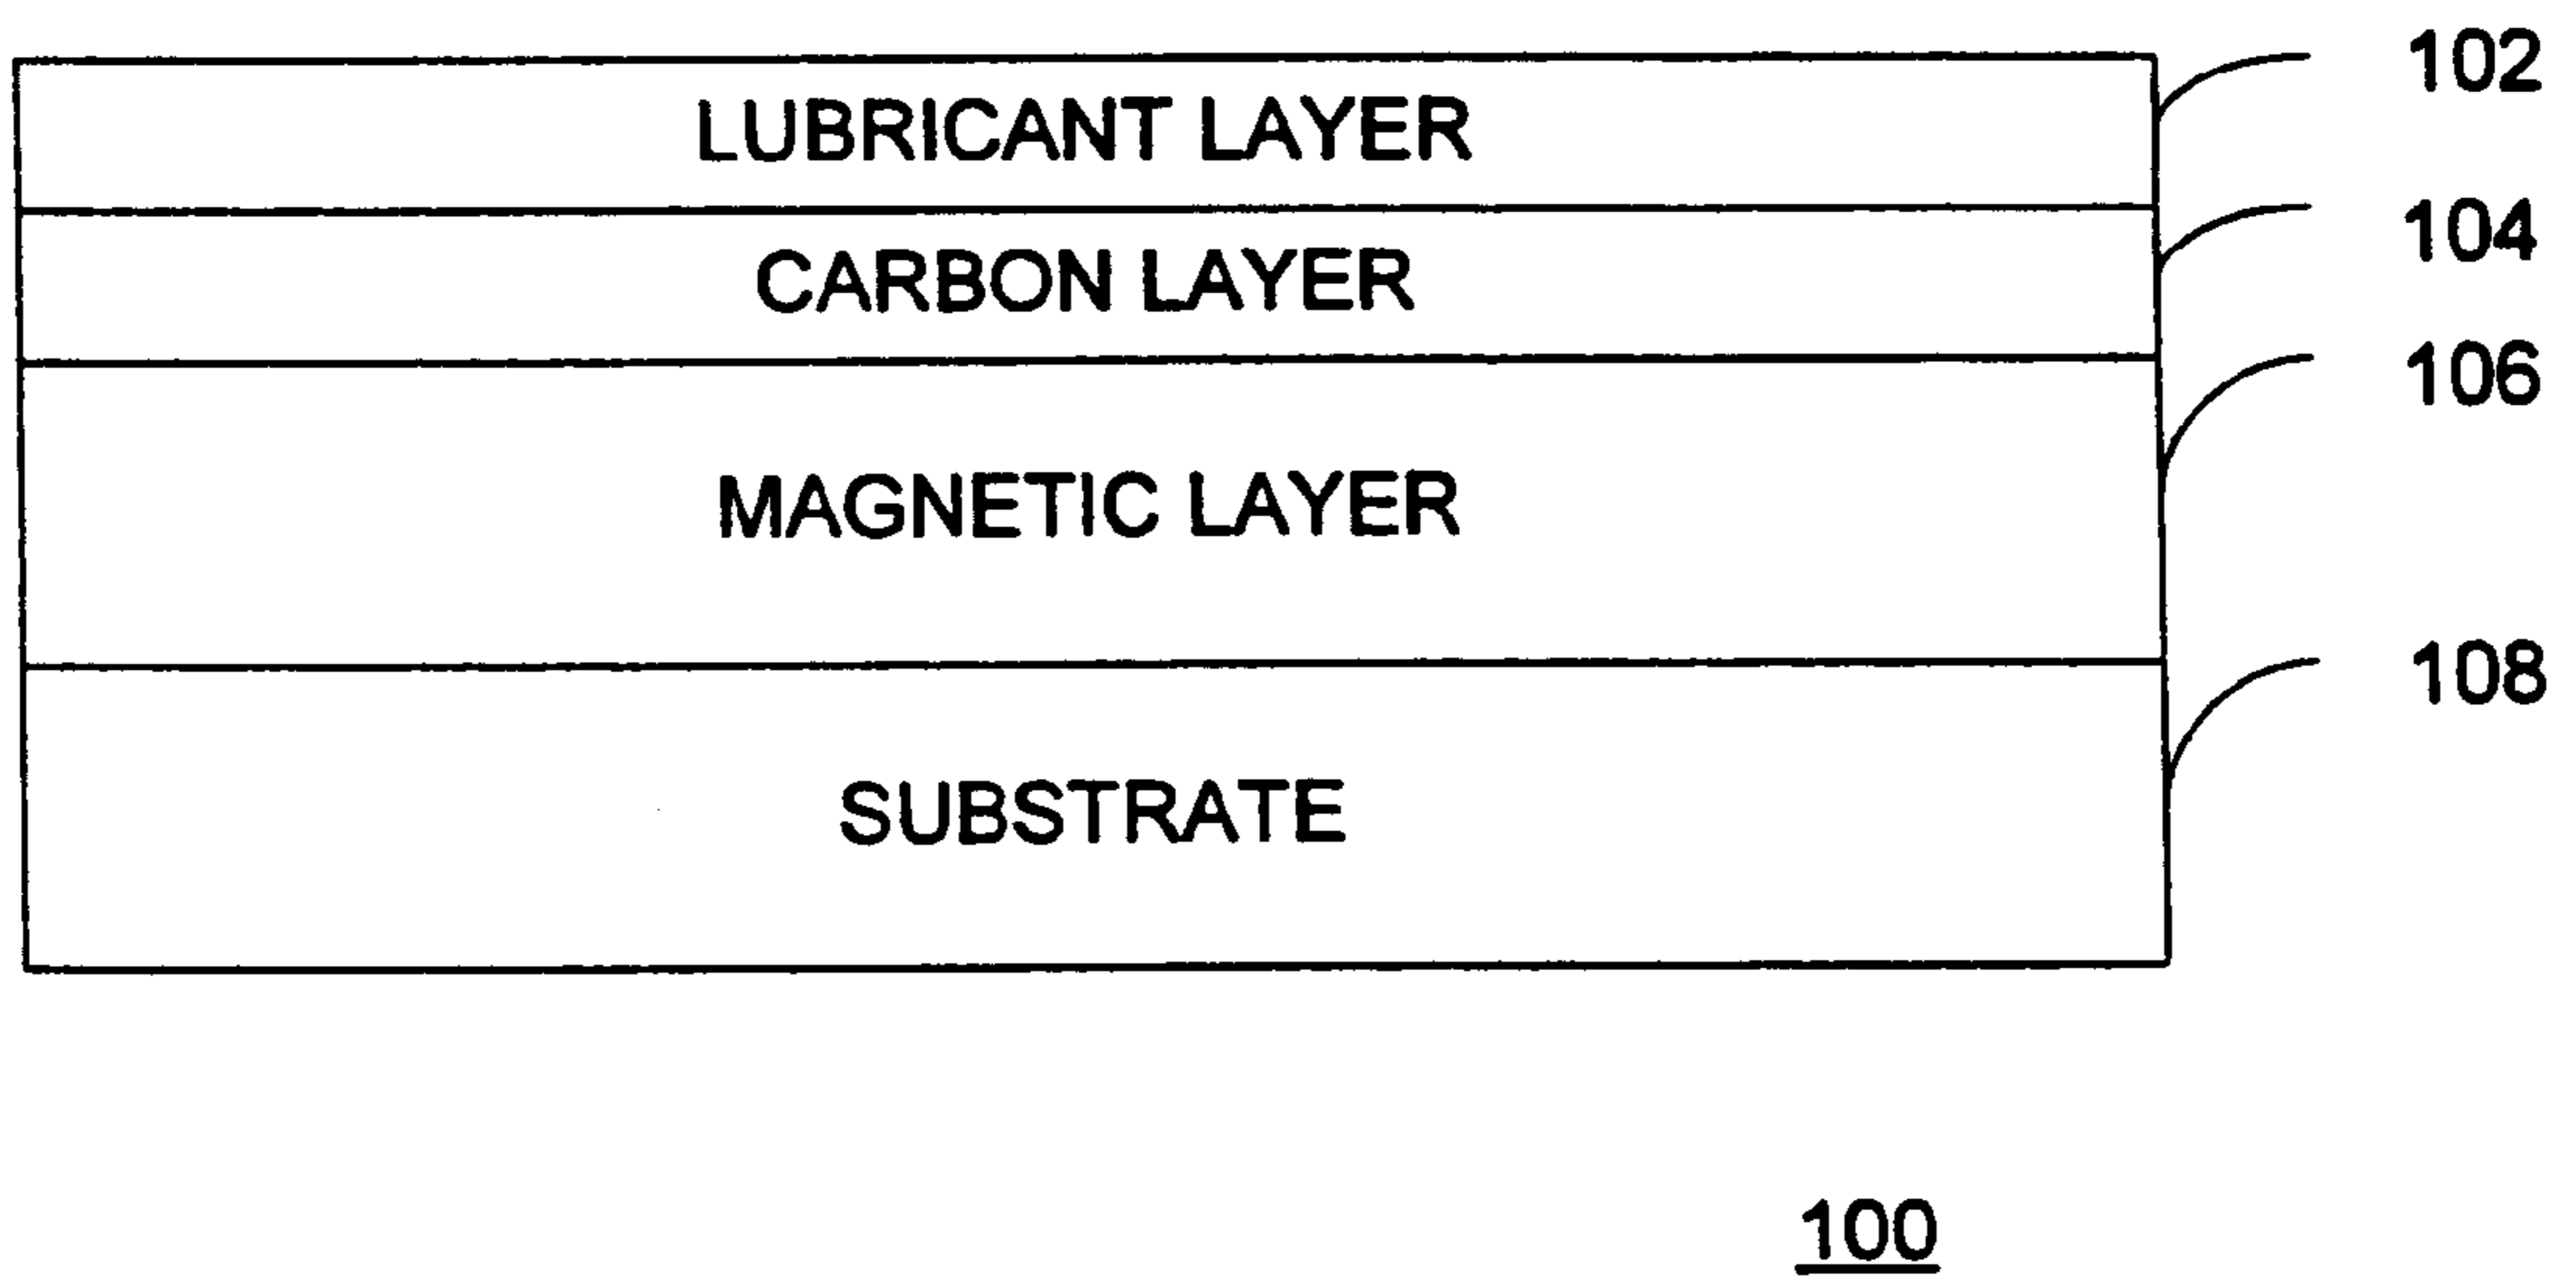 LUBRICANT LAYER 102
CARBON LAYER 104
MAGNETIC LAYER 106
SUBSTRATE 108
100